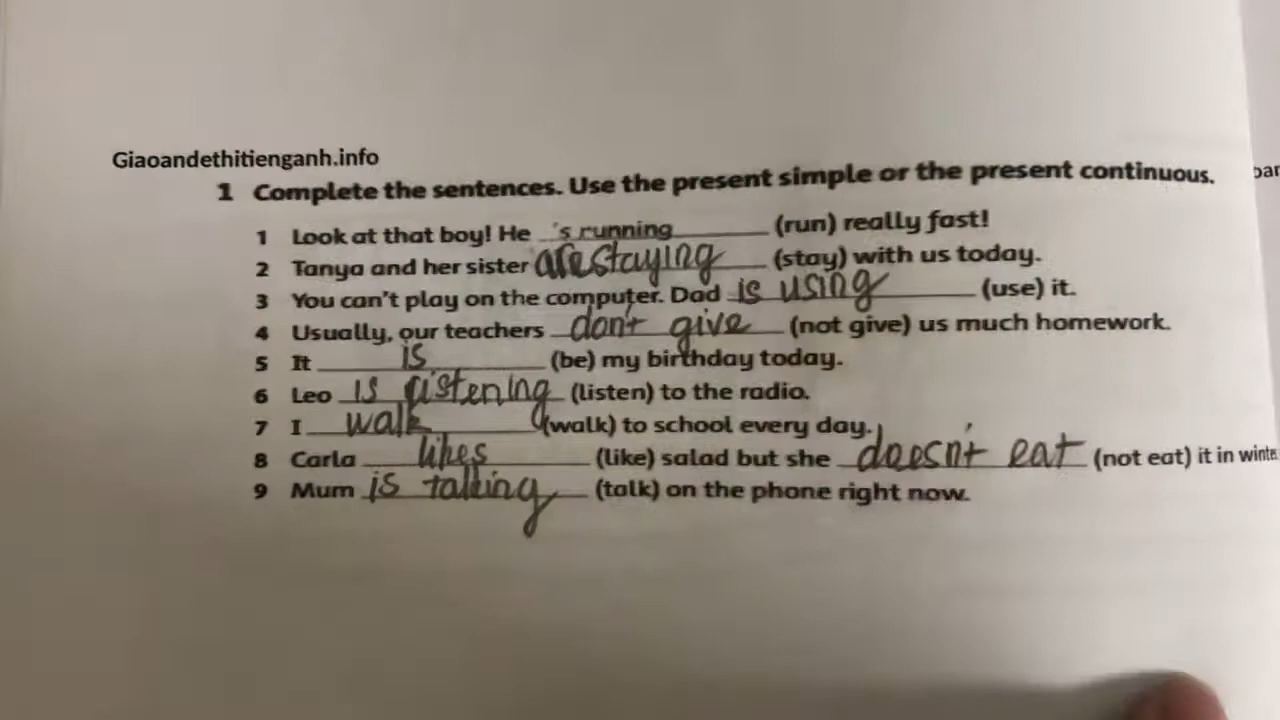 Giaoandethitienganh.info
1 Complete the sentences. Use the present simple or the present continuous.
1 Look at that boy! He 's running (run) really fast!
2 Tanya and her sister are staying (stay) with us today.
3 You can't play on the computer. Dad is using (use) it.
4 Usually, our teachers don't give (not give) us much homework.
5 It is (be) my birthday today.
6 Leo is listening (listen) to the radio.
7 I walk (walk) to school every day.
8 Carla likes (like) salad but she doesn't eat (not eat) it in winte
9 Mum is talking (talk) on the phone right now.